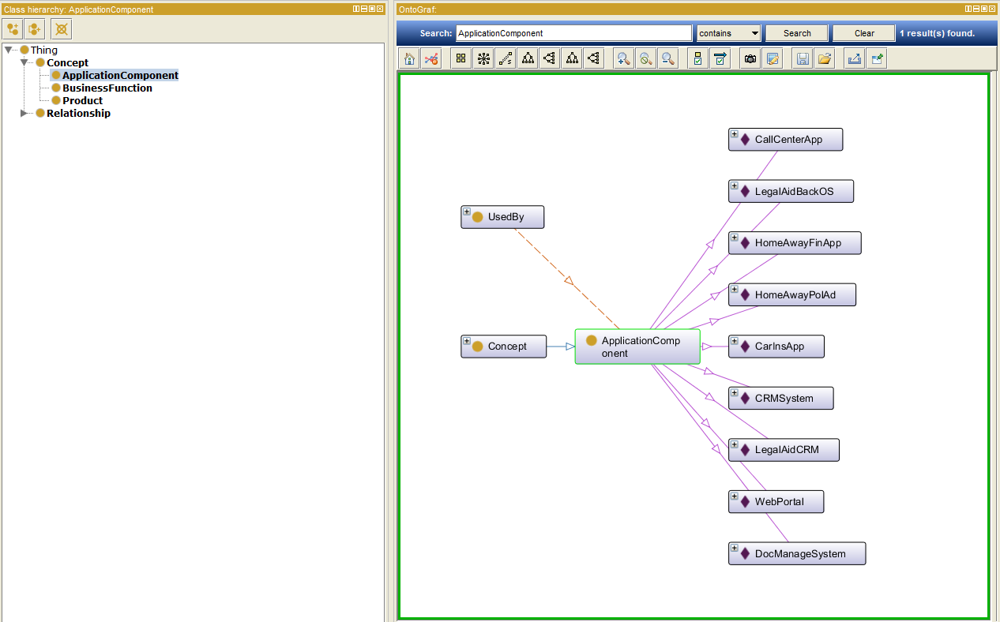 Class hierarchy: ApplicationComponent
Thing
Concept
ApplicationComponent
BusinessFunction
Product
Relationship
OntoGraf:
Search: ApplicationComponent contains Search Clear 1 result(s) found.
CallCenterApp
LegalAidBackOS
UsedBy
HomeAwayFinApp
HomeAwayPolAd
Concept
ApplicationComp
onent
CarInsApp
CRMSystem
LegalAidCRM
WebPortal
DocManageSystem